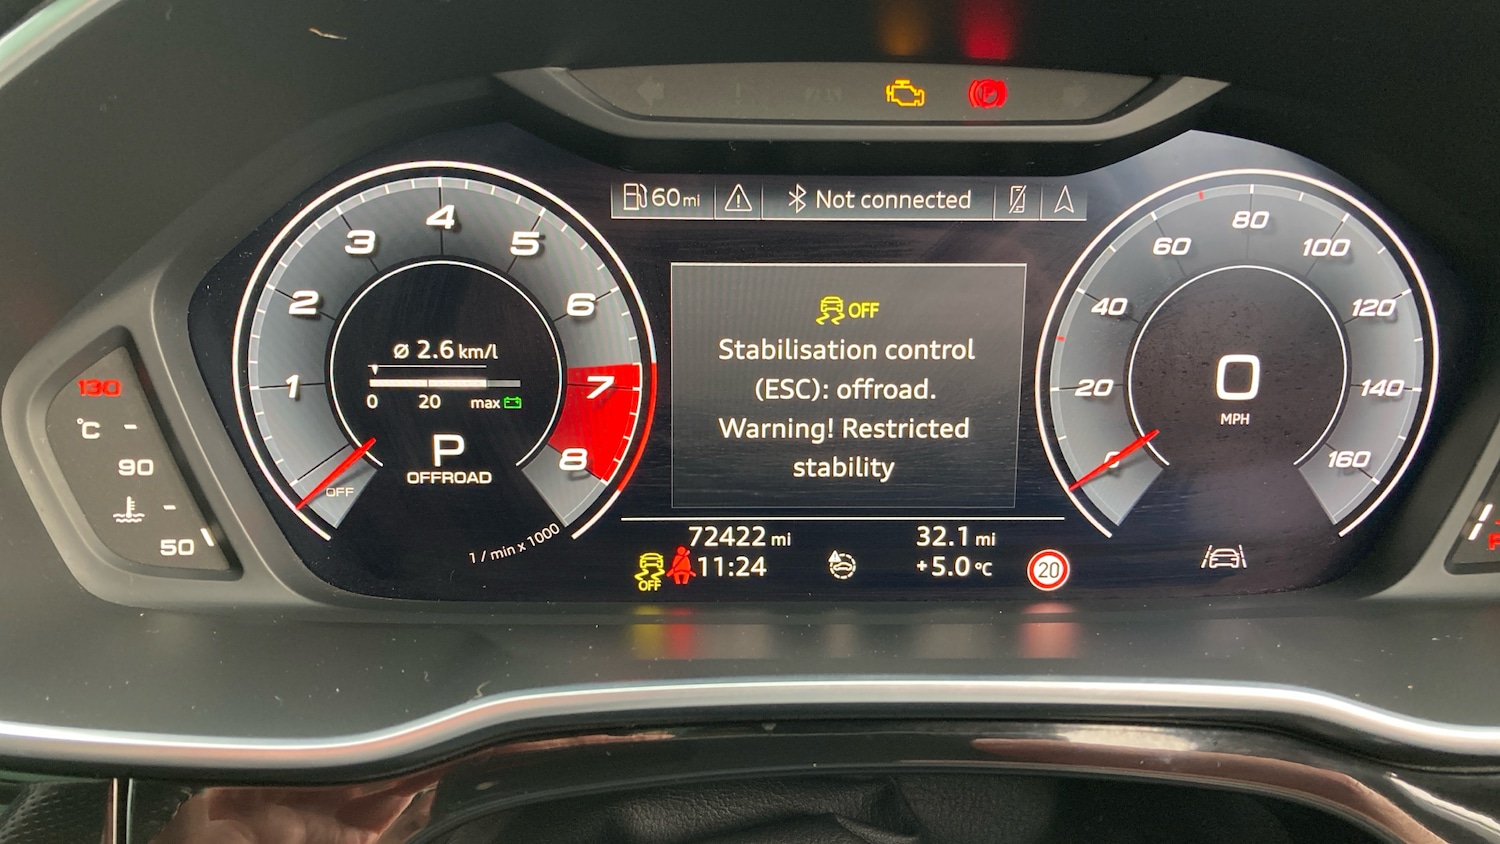 60 mi
Not connected
1
2
3
4
5
6
7
8
OFF
1 / min x 1000
ø 2.6 km/l
0 20 max
P
OFFROAD
OFF
Stabilisation control
(ESC): offroad.
Warning! Restricted
stability
20
40
60
80
100
120
140
160
0
MPH
130
°C
90
50
72422 mi
32.1 mi
OFF
11:24
+5.0 °C
20